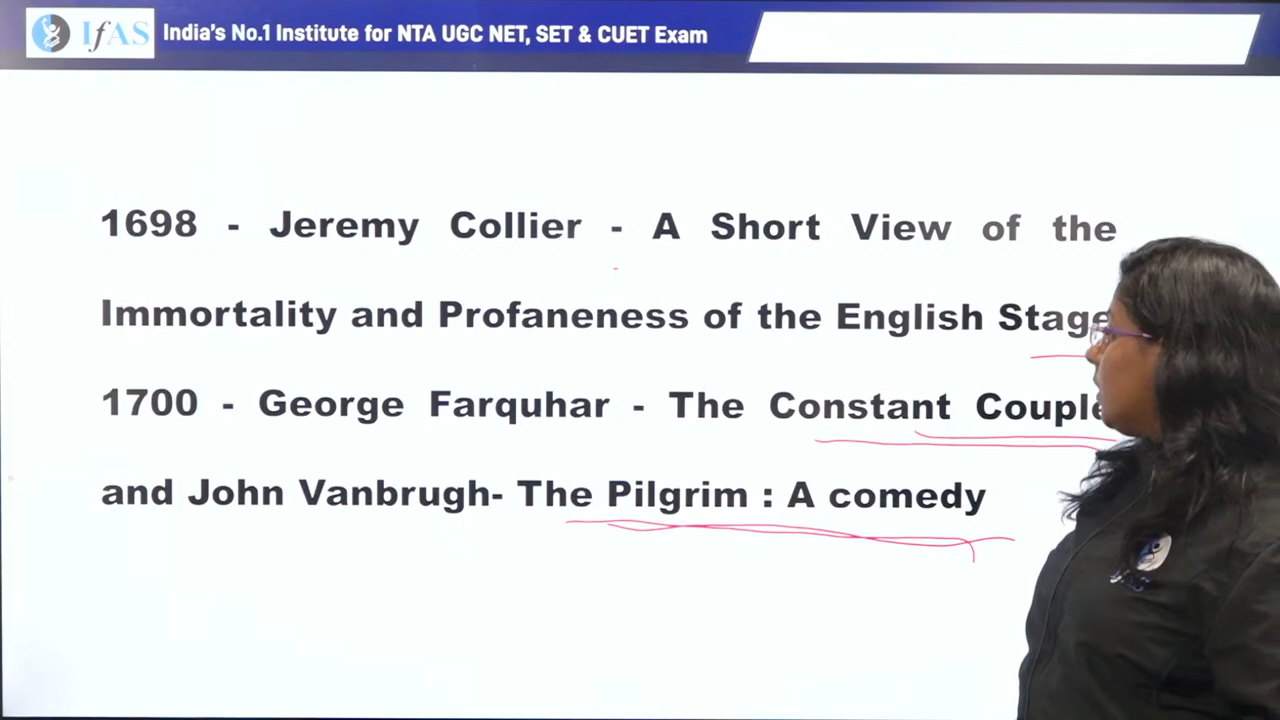 IfAS India's No.1 Institute for NTA UGC NET, SET & CUET Exam
1698 - Jeremy Collier - A Short View of the
Immortality and Profaneness of the English Stage
1700 - George Farquhar - The Constant Couple
and John Vanbrugh- The Pilgrim : A comedy